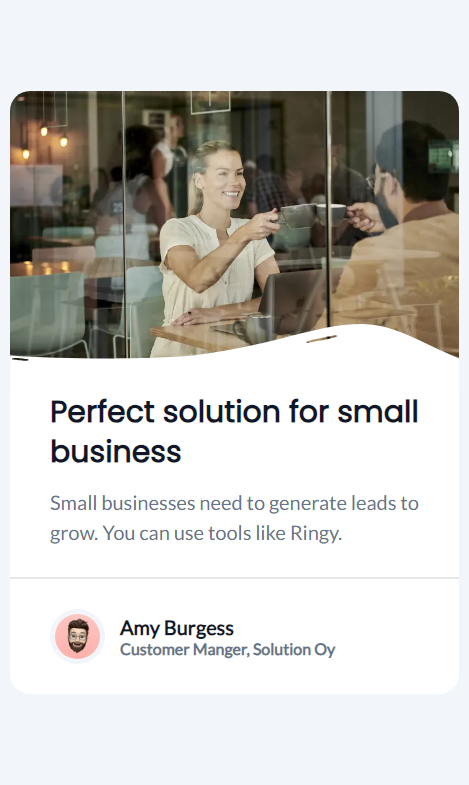 Perfect solution for small
business
Small businesses need to generate leads to
grow. You can use tools like Ringy.
Amy Burgess
Customer Manger, Solution Oy